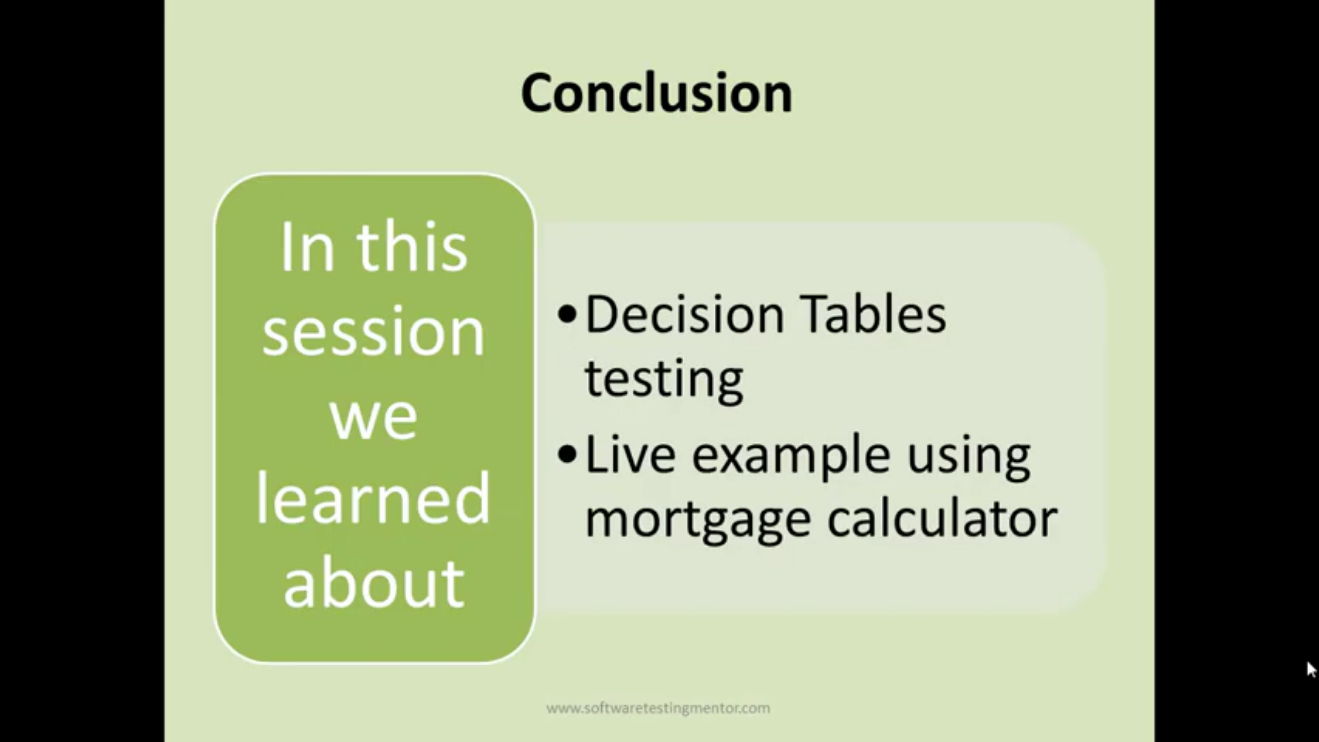 Conclusion
In this
session
we
learned
about
•Decision Tables
testing
•Live example using
mortgage calculator
www.softwaretestingmentor.com